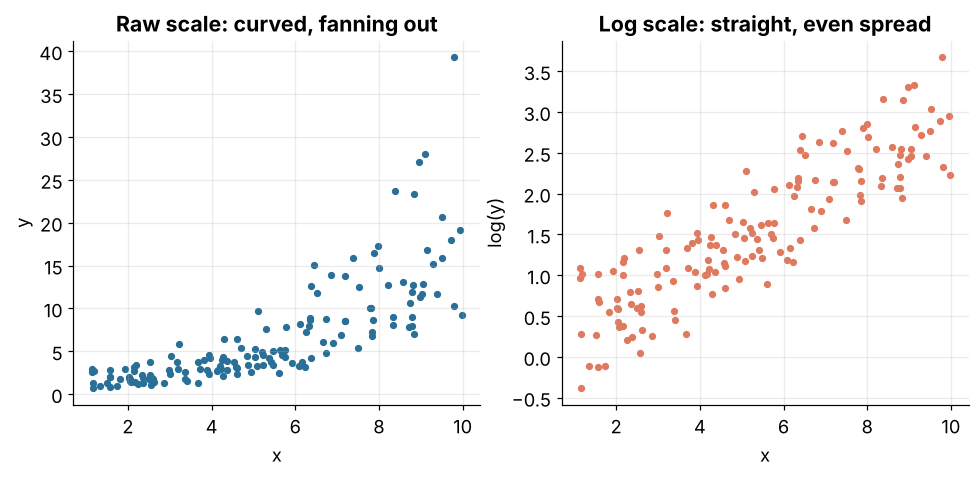 Raw scale: curved, fanning out
40
35
30
25
20
15
10
5
0
y
2 4 6 8 10
x
Log scale: straight, even spread
3.5
3.0
2.5
2.0
1.5
1.0
0.5
0.0
−0.5
log(y)
2 4 6 8 10
x